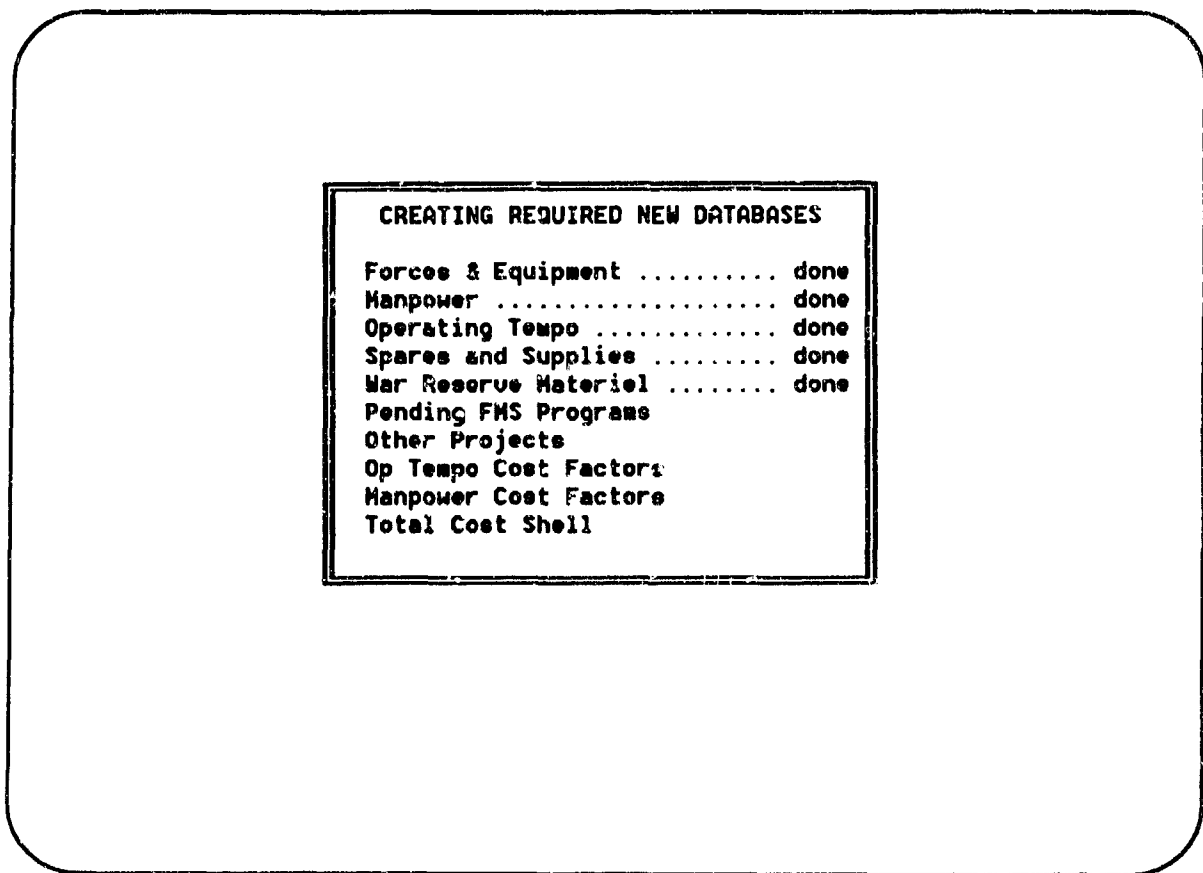 CREATING REQUIRED NEW DATABASES
Forces & Equipment .......... done
Manpower .................... done
Operating Tempo ............. done
Spares and Supplies ......... done
War Reserve Materiel ........ done
Pending FMS Programs
Other Projects
Op Tempo Cost Factors
Manpower Cost Factors
Total Cost Shell